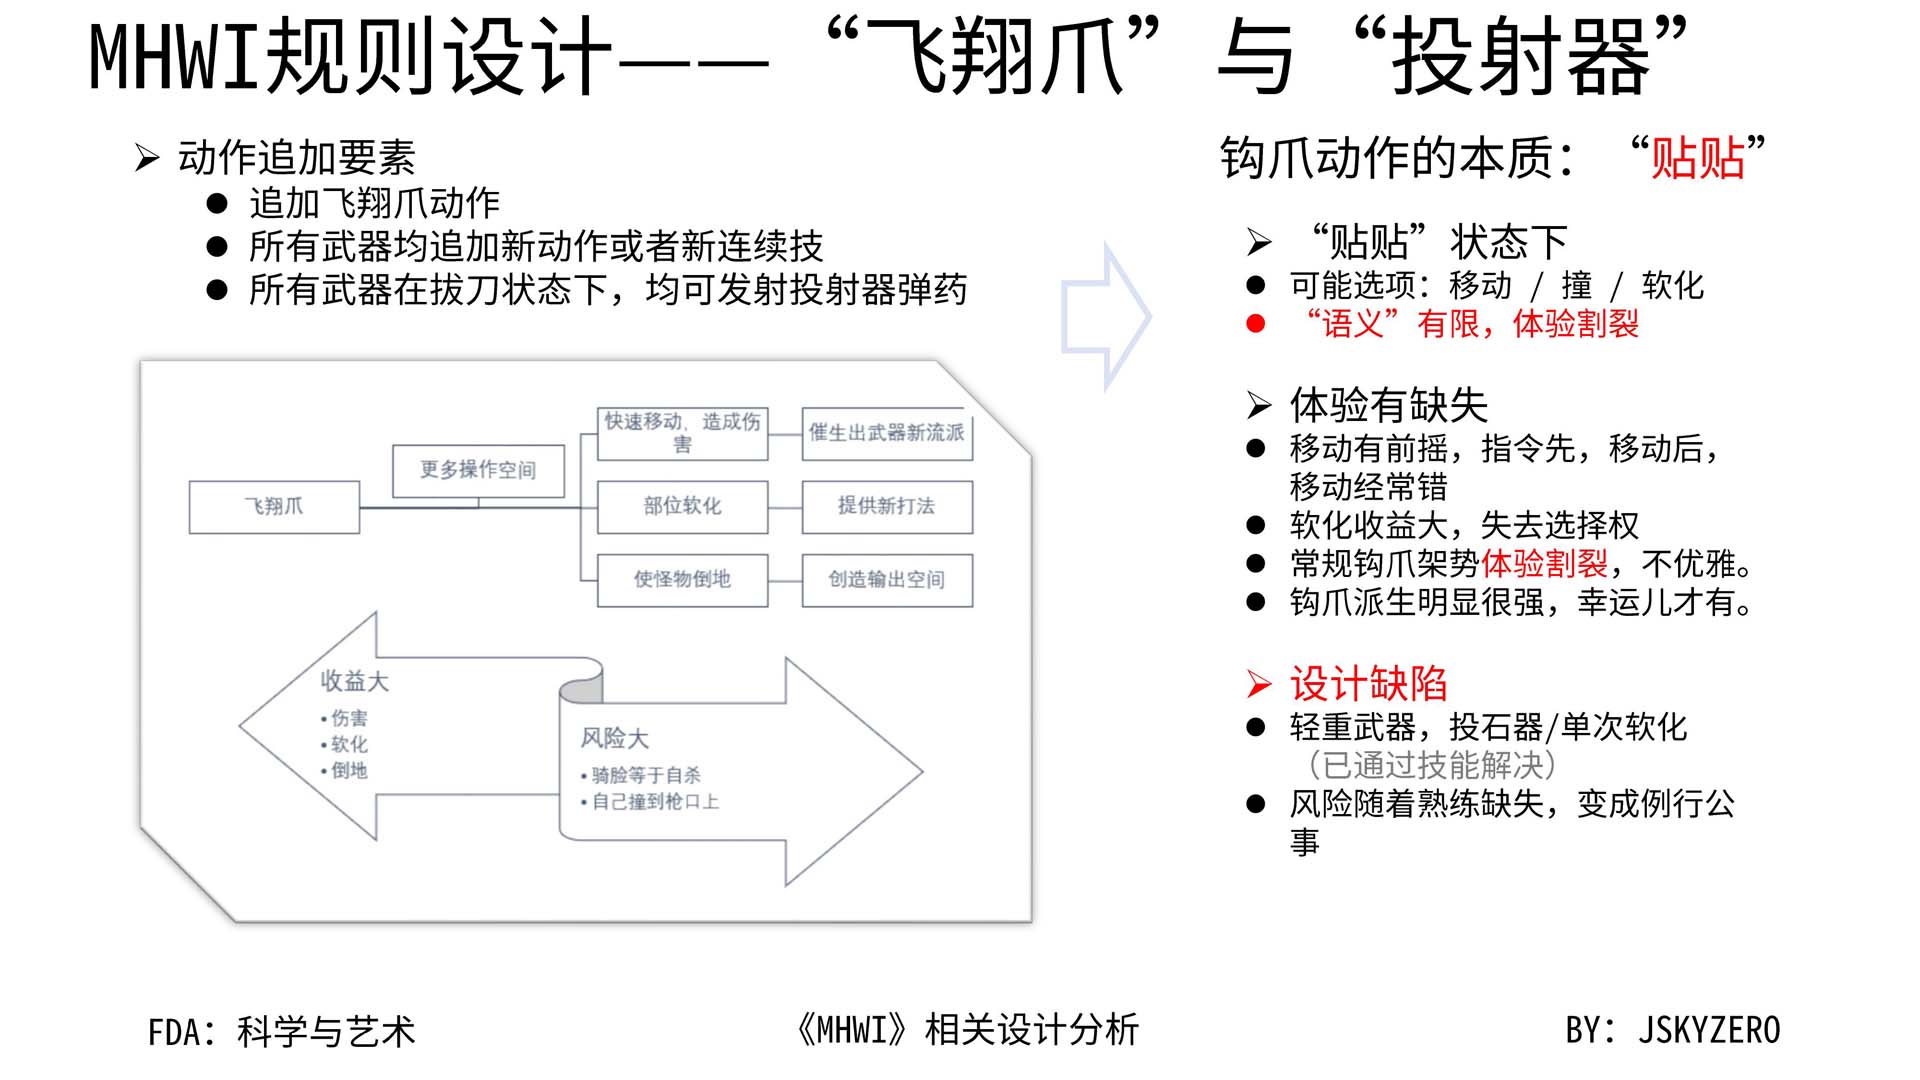 MHWI规则设计—— “飞翔爪” 与 “投射器”
动作追加要素
追加飞翔爪动作
所有武器均追加新动作或者新连续技
所有武器在拔刀状态下，均可发射投射器弹药
飞翔爪
更多操作空间
快速移动、造成伤
害
催生出武器新流派
部位软化
提供新打法
使怪物倒地
创造输出空间
收益大
• 伤害
• 软化
• 倒地
风险大
• 骑脸等于自杀
• 自己撞到枪口上
钩爪动作的本质： “贴贴”
“贴贴”状态下
可能选项：移动 / 撞 / 软化
“语义”有限，体验割裂
体验有缺失
移动有前摇，指令先，移动后，
移动经常错
软化收益大，失去选择权
常规钩爪架势体验割裂，不优雅。
钩爪派生明显很强，幸运儿才有。
设计缺陷
轻重武器，投石器/单次软化
（已通过技能解决）
风险随着熟练缺失，变成例行公
事
FDA：科学与艺术
《MHWI》相关设计分析
BY：JSKYZERO